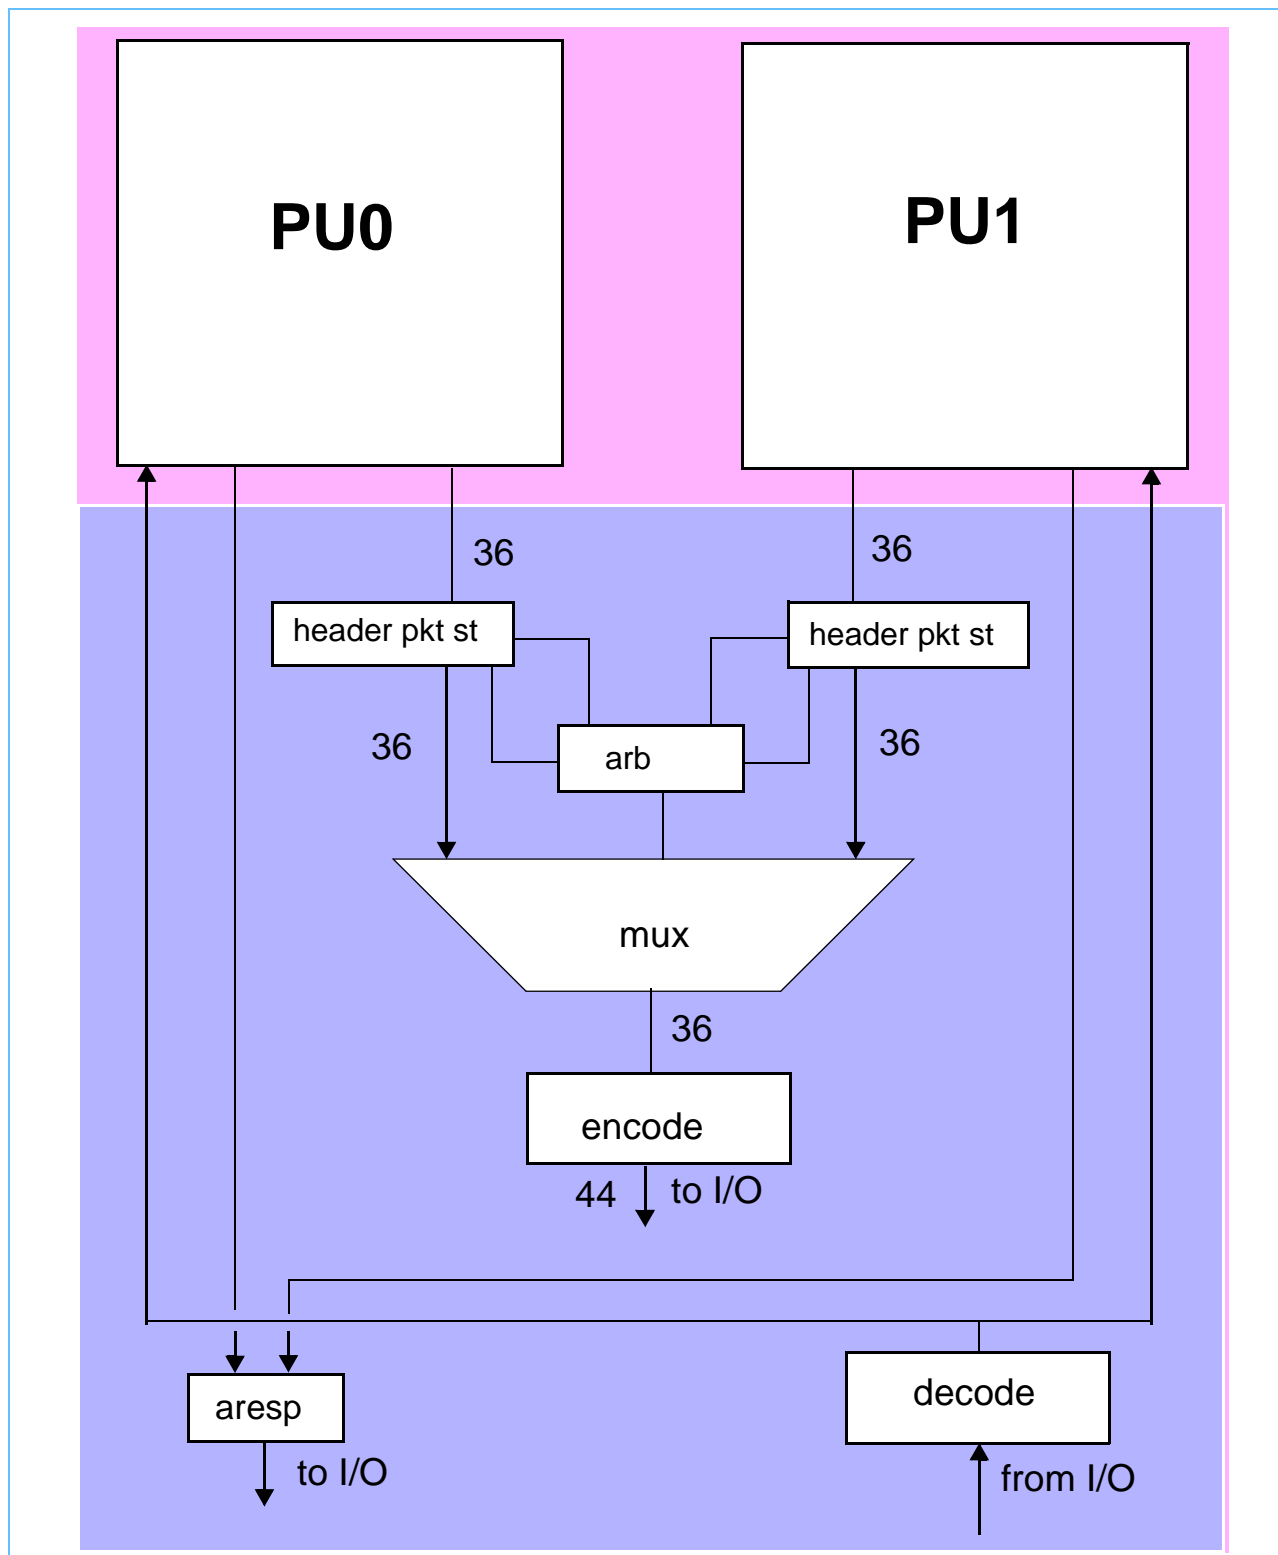 PU0
PU1
36
36
header pkt st
header pkt st
36
arb
36
mux
36
encode
44
to I/O
aresp
decode
to I/O
from I/O